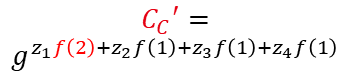 C_C′ =
g^{z_1 f(2)+z_2 f(1)+z_3 f(1)+z_4 f(1)}